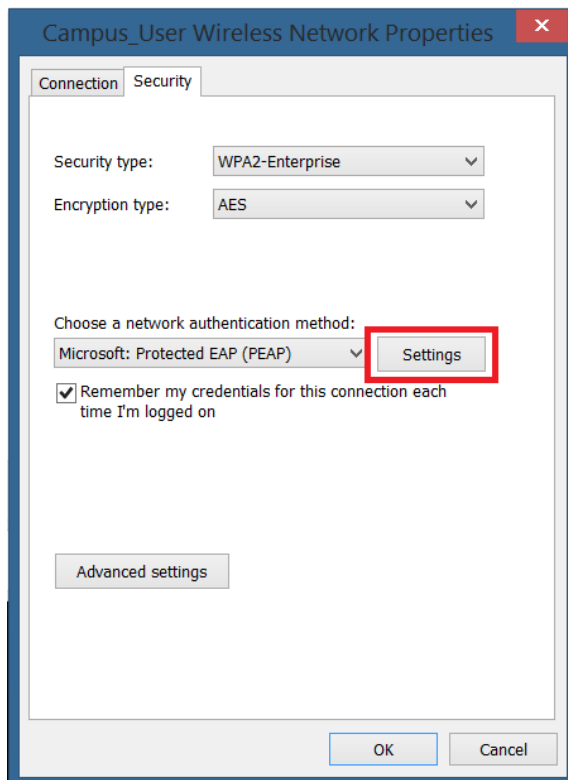 Campus_User Wireless Network Properties
Connection
Security
Security type:
WPA2-Enterprise
Encryption type:
AES
Choose a network authentication method:
Microsoft: Protected EAP (PEAP)
Settings
Remember my credentials for this connection each
time I'm logged on
Advanced settings
OK
Cancel